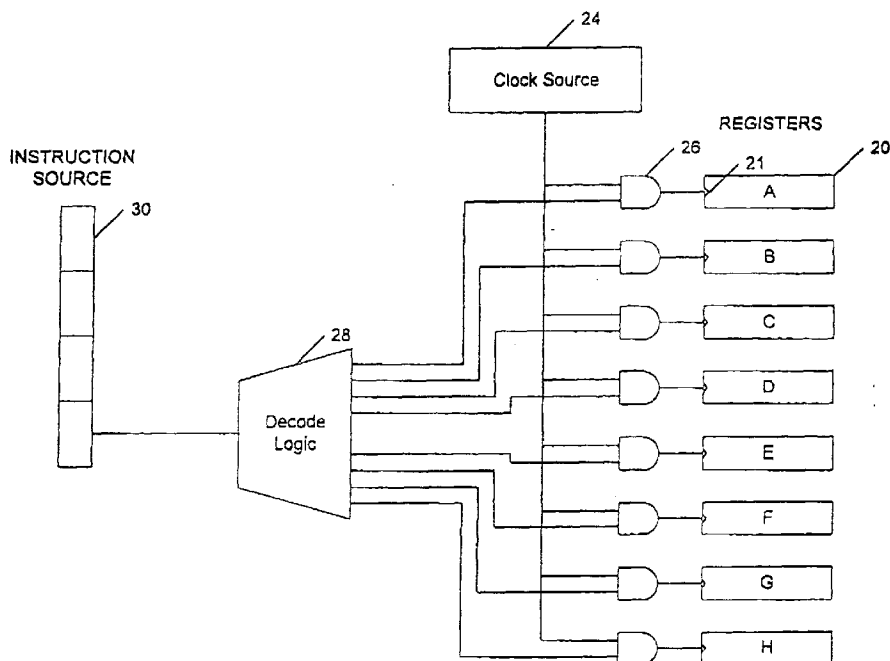 24
Clock Source
REGISTERS
INSTRUCTION
SOURCE
30
26
21
20
A
B
C
28
D
Decode
Logic
E
F
G
H